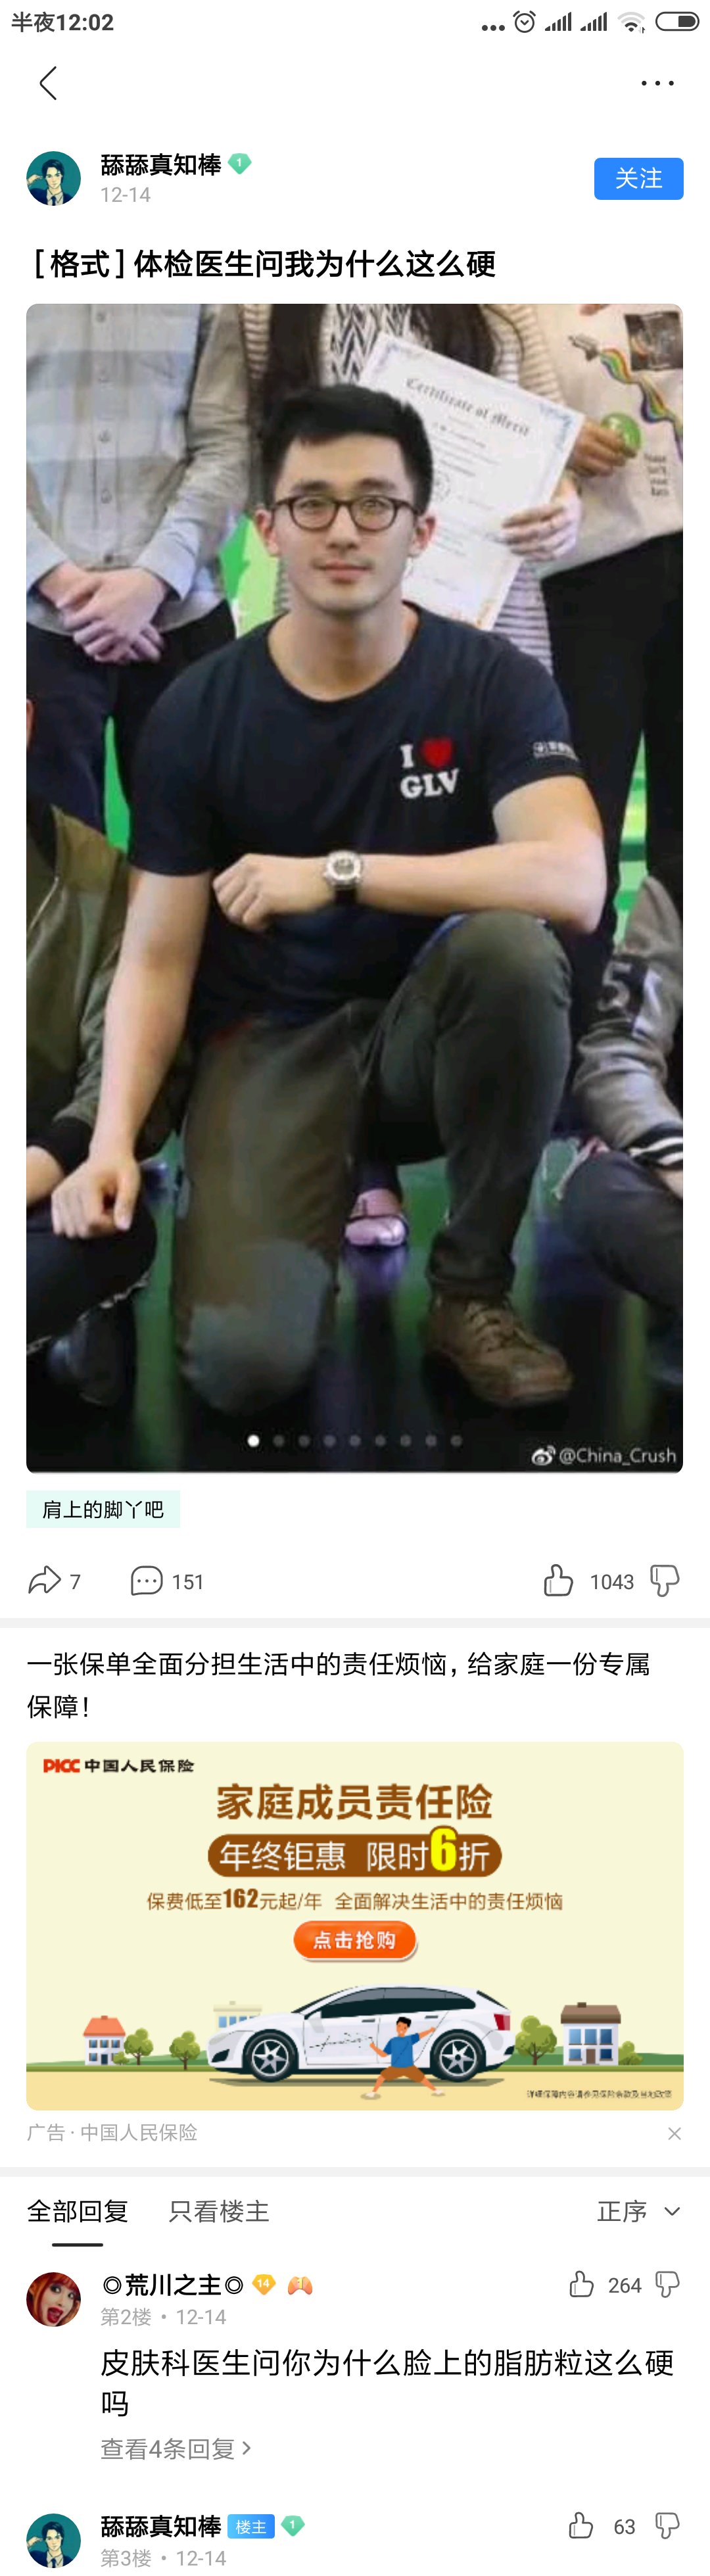 半夜12:02
舔舔真知棒 1
12-14
关注
[格式]体检医生问我为什么这么硬
Certificate of Merit
I ❤
GLV
@China_Crush
肩上的脚丫吧
7
151
1043
一张保单全面分担生活中的责任烦恼，给家庭一份专属
保障！
PICC 中国人民保险
家庭成员责任险
年终钜惠 限时6折
保费低至162元起/年 全面解决生活中的责任烦恼
点击抢购
详细保障内容请参见保险条款及当地政策
广告·中国人民保险
全部回复
只看楼主
正序
◎荒川之主◎ 14
264
第2楼 • 12-14
皮肤科医生问你为什么脸上的脂肪粒这么硬
吗
查看4条回复 >
舔舔真知棒 楼主 1
63
第3楼 • 12-14